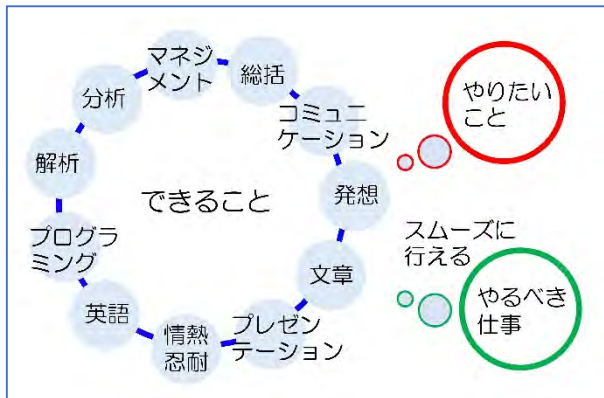 マネジ
メント
総括
コミュニ
ケーション
発想
文章
プレゼン
テーション
情熱
忍耐
英語
プログラ
ミング
解析
分析
できること
やりたい
こと
スムーズに
行える
やるべき
仕事